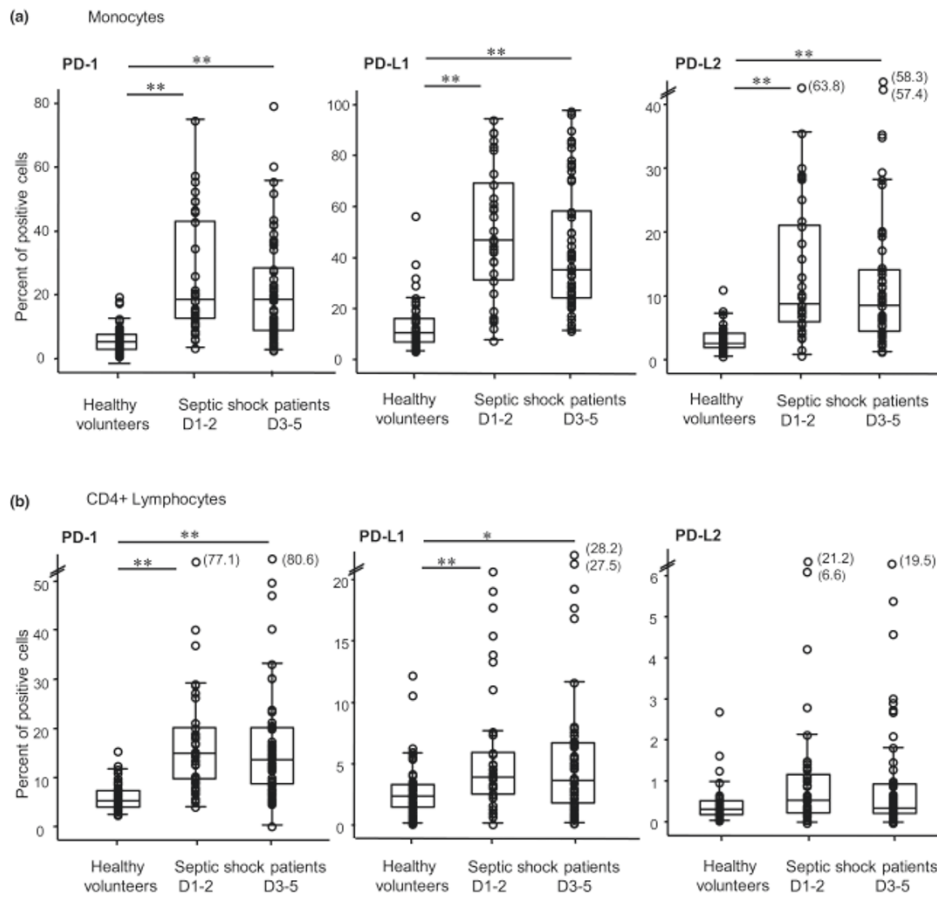 (a) Monocytes
PD-1
**
**
PD-L1
**
**
PD-L2
**
**
(63.8)
(58.3)
(57.4)
Percent of positive cells
80
60
40
20
0
100
80
60
40
20
0
40
20
10
0
Healthy volunteers
Septic shock patients
D1-2
D3-5
Healthy volunteers
Septic shock patients
D1-2
D3-5
Healthy volunteers
Septic shock patients
D1-2
D3-5
(b) CD4+ Lymphocytes
PD-1
**
**
(77.1)
(80.6)
PD-L1
*
**
(28.2)
(27.5)
PD-L2
(21.2)
(6.6)
(19.5)
Percent of positive cells
50
40
30
20
10
0
20
15
10
5
0
6
5
4
3
2
1
0
Healthy volunteers
Septic shock patients
D1-2
D3-5
Healthy volunteers
Septic shock patients
D1-2
D3-5
Healthy volunteers
Septic shock patients
D1-2
D3-5